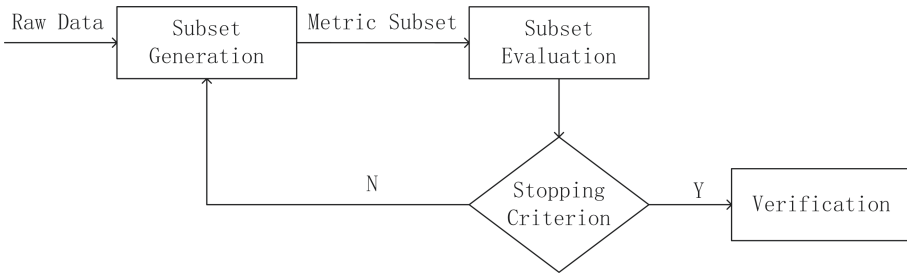 Raw Data
Subset
Generation
Metric Subset
Subset
Evaluation
N
Stopping
Criterion
Y
Verification